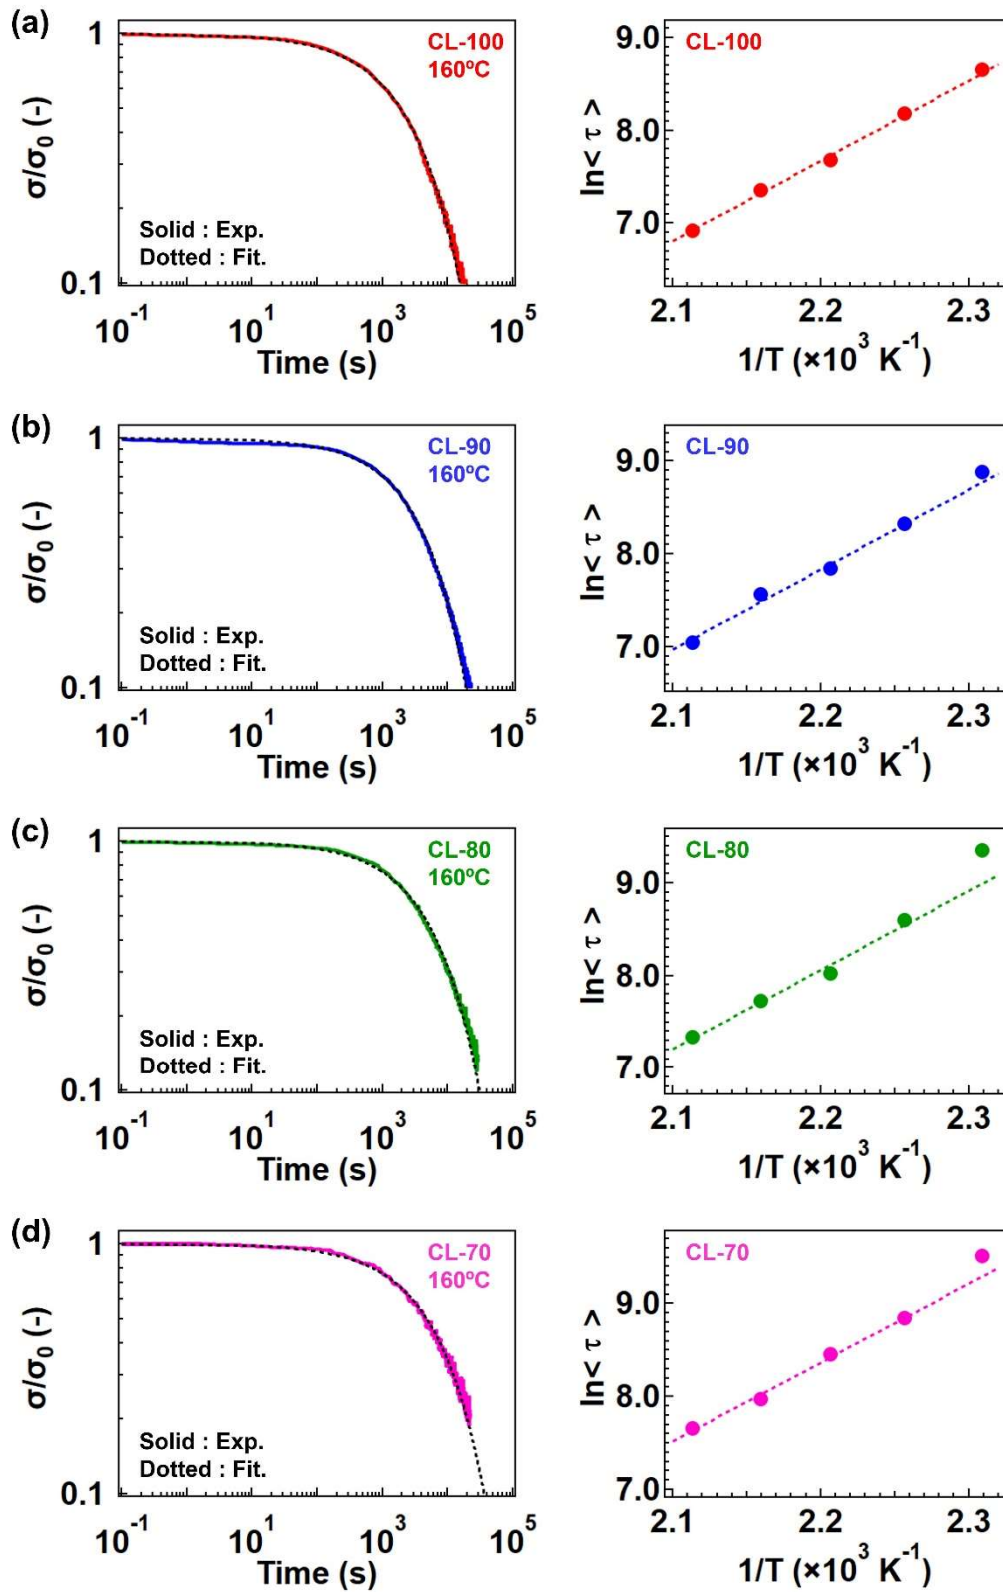 (a)
CL-100
160ºC
Solid : Exp.
Dotted : Fit.
σ/σ₀ (-)
1
0.1
10⁻¹ 10¹ 10³ 10⁵
Time (s)
CL-100
ln< τ >
9.0
8.0
7.0
2.1 2.2 2.3
1/T (×10³ K⁻¹)
(b)
CL-90
160ºC
Solid : Exp.
Dotted : Fit.
σ/σ₀ (-)
1
0.1
10⁻¹ 10¹ 10³ 10⁵
Time (s)
CL-90
ln< τ >
9.0
8.0
7.0
2.1 2.2 2.3
1/T (×10³ K⁻¹)
(c)
CL-80
160ºC
Solid : Exp.
Dotted : Fit.
σ/σ₀ (-)
1
0.1
10⁻¹ 10¹ 10³ 10⁵
Time (s)
CL-80
ln< τ >
9.0
8.0
7.0
2.1 2.2 2.3
1/T (×10³ K⁻¹)
(d)
CL-70
160ºC
Solid : Exp.
Dotted : Fit.
σ/σ₀ (-)
1
0.1
10⁻¹ 10¹ 10³ 10⁵
Time (s)
CL-70
ln< τ >
9.0
8.0
7.0
2.1 2.2 2.3
1/T (×10³ K⁻¹)